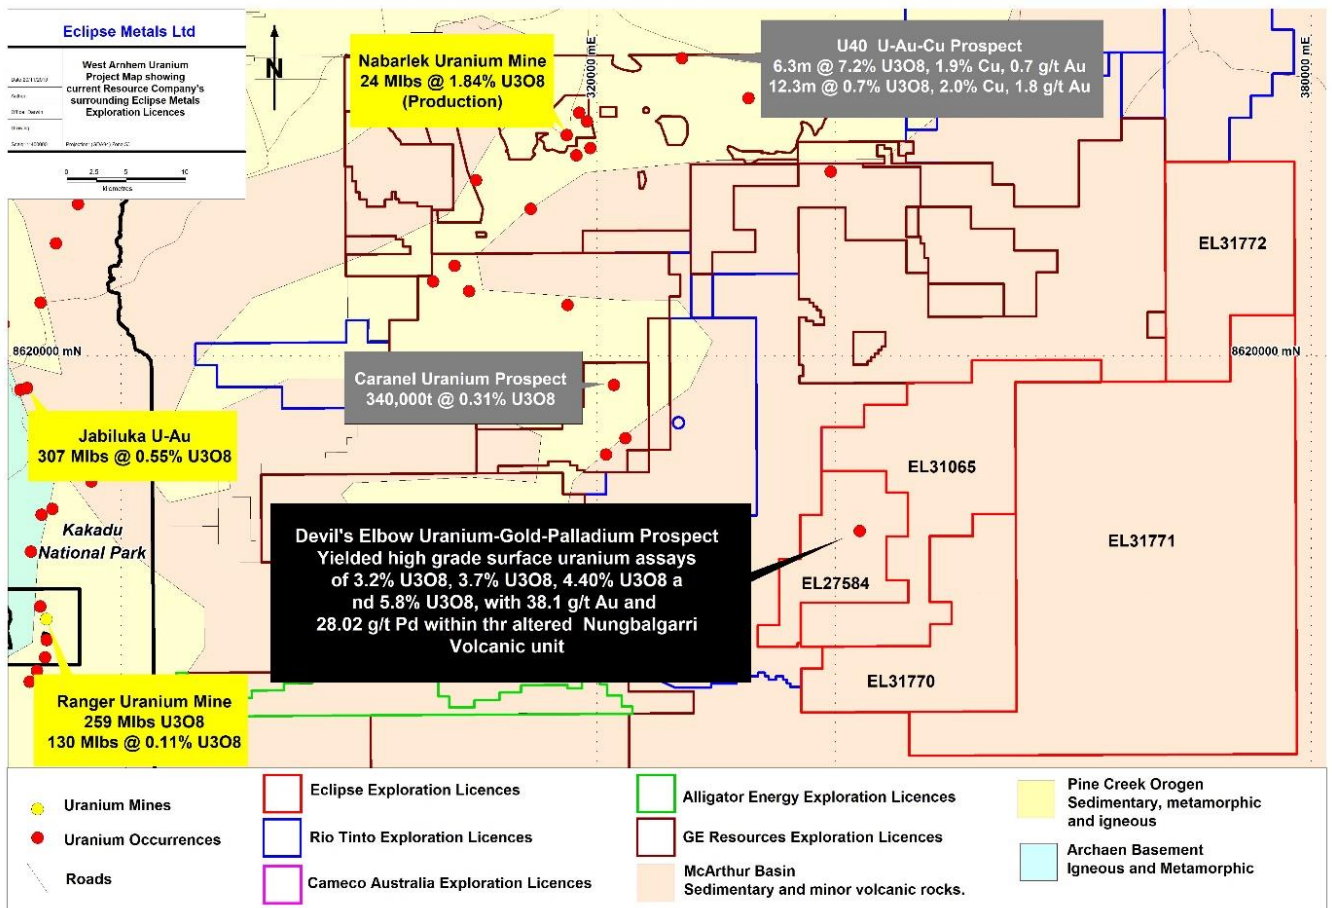 Eclipse Metals Ltd
West Arnhem Uranium
Project Map showing
current Resource Company's
surrounding Eclipse Metals
Exploration Licences
0 2.5 5 10
kilometres
N
Nabarlek Uranium Mine
24 Mlbs @ 1.84% U3O8
(Production)
320000 mE
U40 U-Au-Cu Prospect
6.3m @ 7.2% U3O8, 1.9% Cu, 0.7 g/t Au
12.3m @ 0.7% U3O8, 2.0% Cu, 1.8 g/t Au
380000 mE
EL31772
8620000 mN
8620000 mN
Caranel Uranium Prospect
340,000t @ 0.31% U3O8
Jabiluka U-Au
307 Mlbs @ 0.55% U3O8
EL31065
Kakadu
National Park
Devil's Elbow Uranium-Gold-Palladium Prospect
Yielded high grade surface uranium assays
of 3.2% U3O8, 3.7% U3O8, 4.40% U3O8 a
nd 5.8% U3O8, with 38.1 g/t Au and
28.02 g/t Pd within thr altered Nungbalgarri
Volcanic unit
EL31771
EL27584
EL31770
Ranger Uranium Mine
259 Mlbs U3O8
130 Mlbs @ 0.11% U3O8
Uranium Mines
Uranium Occurrences
Roads
Eclipse Exploration Licences
Rio Tinto Exploration Licences
Cameco Australia Exploration Licences
Alligator Energy Exploration Licences
GE Resources Exploration Licences
McArthur Basin
Sedimentary and minor volcanic rocks.
Pine Creek Orogen
Sedimentary, metamorphic
and igneous
Archaen Basement
Igneous and Metamorphic